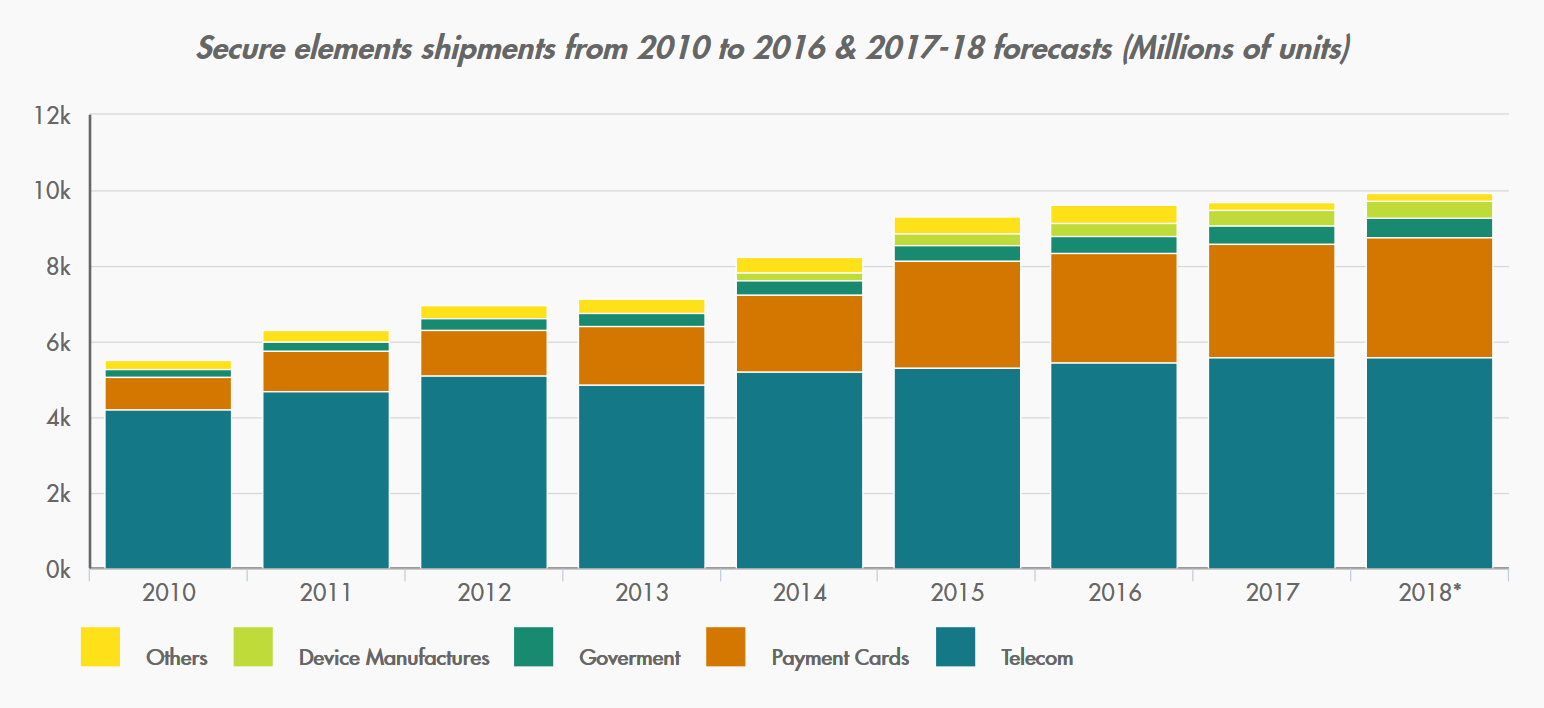 Secure elements shipments from 2010 to 2016 & 2017-18 forecasts (Millions of units)
12k
10k
8k
6k
4k
2k
0k
2010 2011 2012 2013 2014 2015 2016 2017 2018*
Others Device Manufactures Goverment Payment Cards Telecom